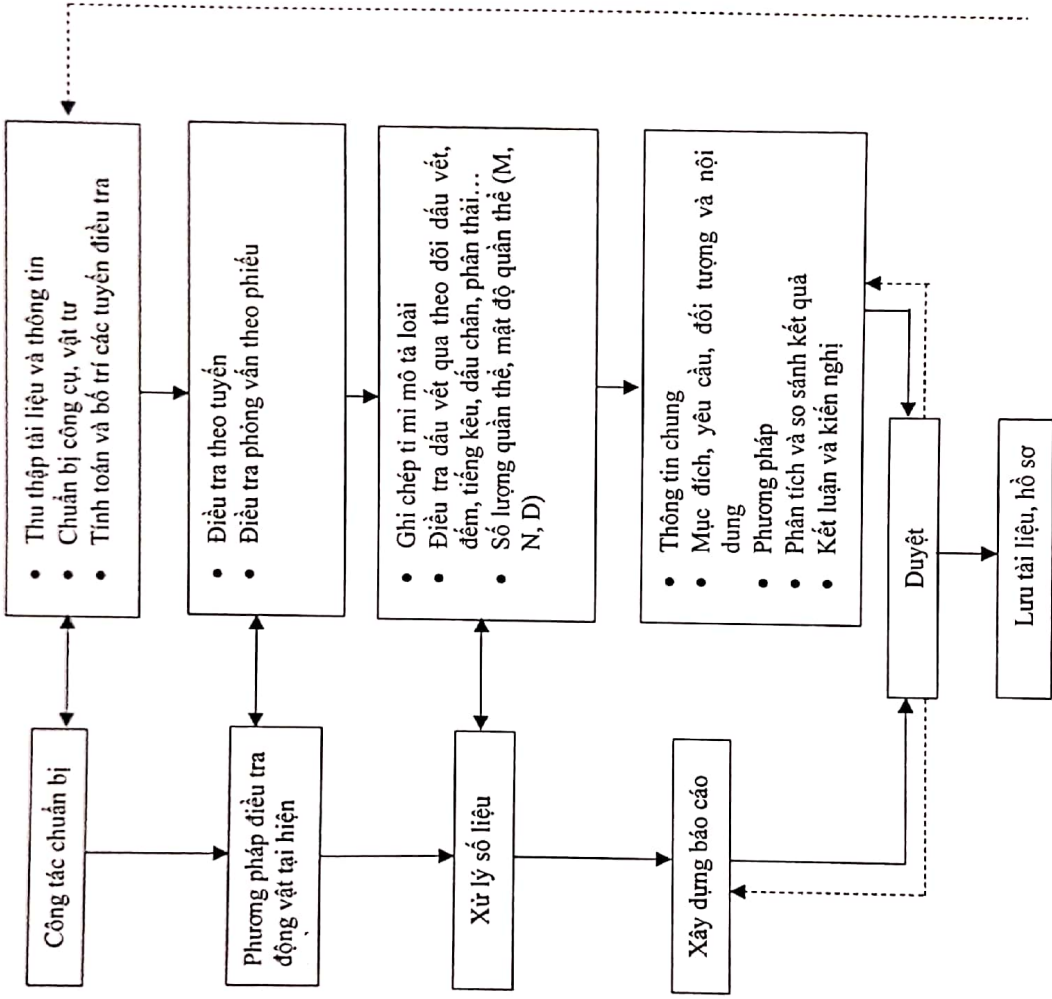 Công tác chuẩn bị
• Thu thập tài liệu và thông tin
• Chuẩn bị công cụ, vật tư
• Tính toán và bố trí các tuyến điều tra
Phương pháp điều tra
động vật tại hiện
• Điều tra theo tuyến
• Điều tra phỏng vấn theo phiếu
Xử lý số liệu
• Ghi chép tỉ mỉ mô tả loài
• Điều tra dấu vết qua theo dõi dấu vết,
đếm, tiếng kêu, dấu chân, phân thải...
• Số lượng quần thể, mật độ quần thể (M,
N, D)
Xây dựng báo cáo
• Thông tin chung
• Mục đích, yêu cầu, đối tượng và nội
dung
• Phương pháp
• Phân tích và so sánh kết quả
• Kết luận và kiến nghị
Duyệt
Lưu tài liệu, hồ sơ